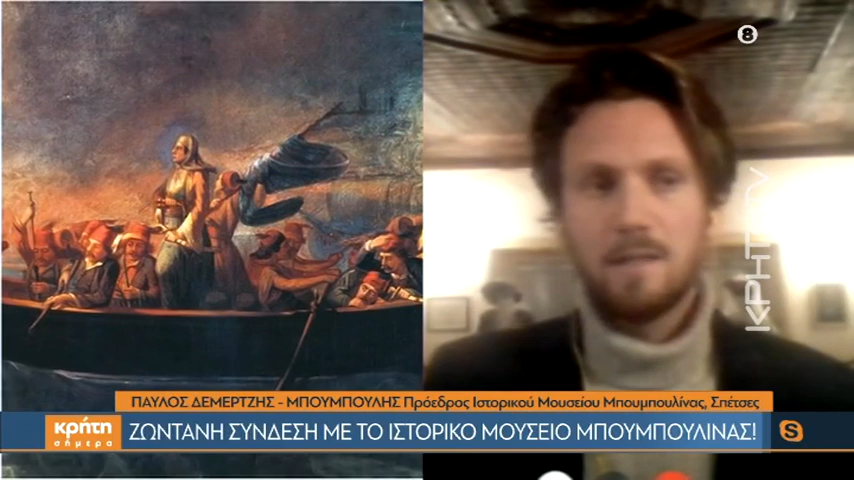 8
ΚΡΗΤΗ TV
ΠΑΥΛΟΣ ΔΕΜΕΡΤΖΗΣ - ΜΠΟΥΜΠΟΥΛΗΣ Πρόεδρος Ιστορικού Μουσείου Μπουμπουλίνας, Σπέτσες
κρήτη
σήμερα
ΖΩΝΤΑΝΗ ΣΥΝΔΕΣΗ ΜΕ ΤΟ ΙΣΤΟΡΙΚΟ ΜΟΥΣΕΙΟ ΜΠΟΥΜΠΟΥΛΙΝΑΣ!
S